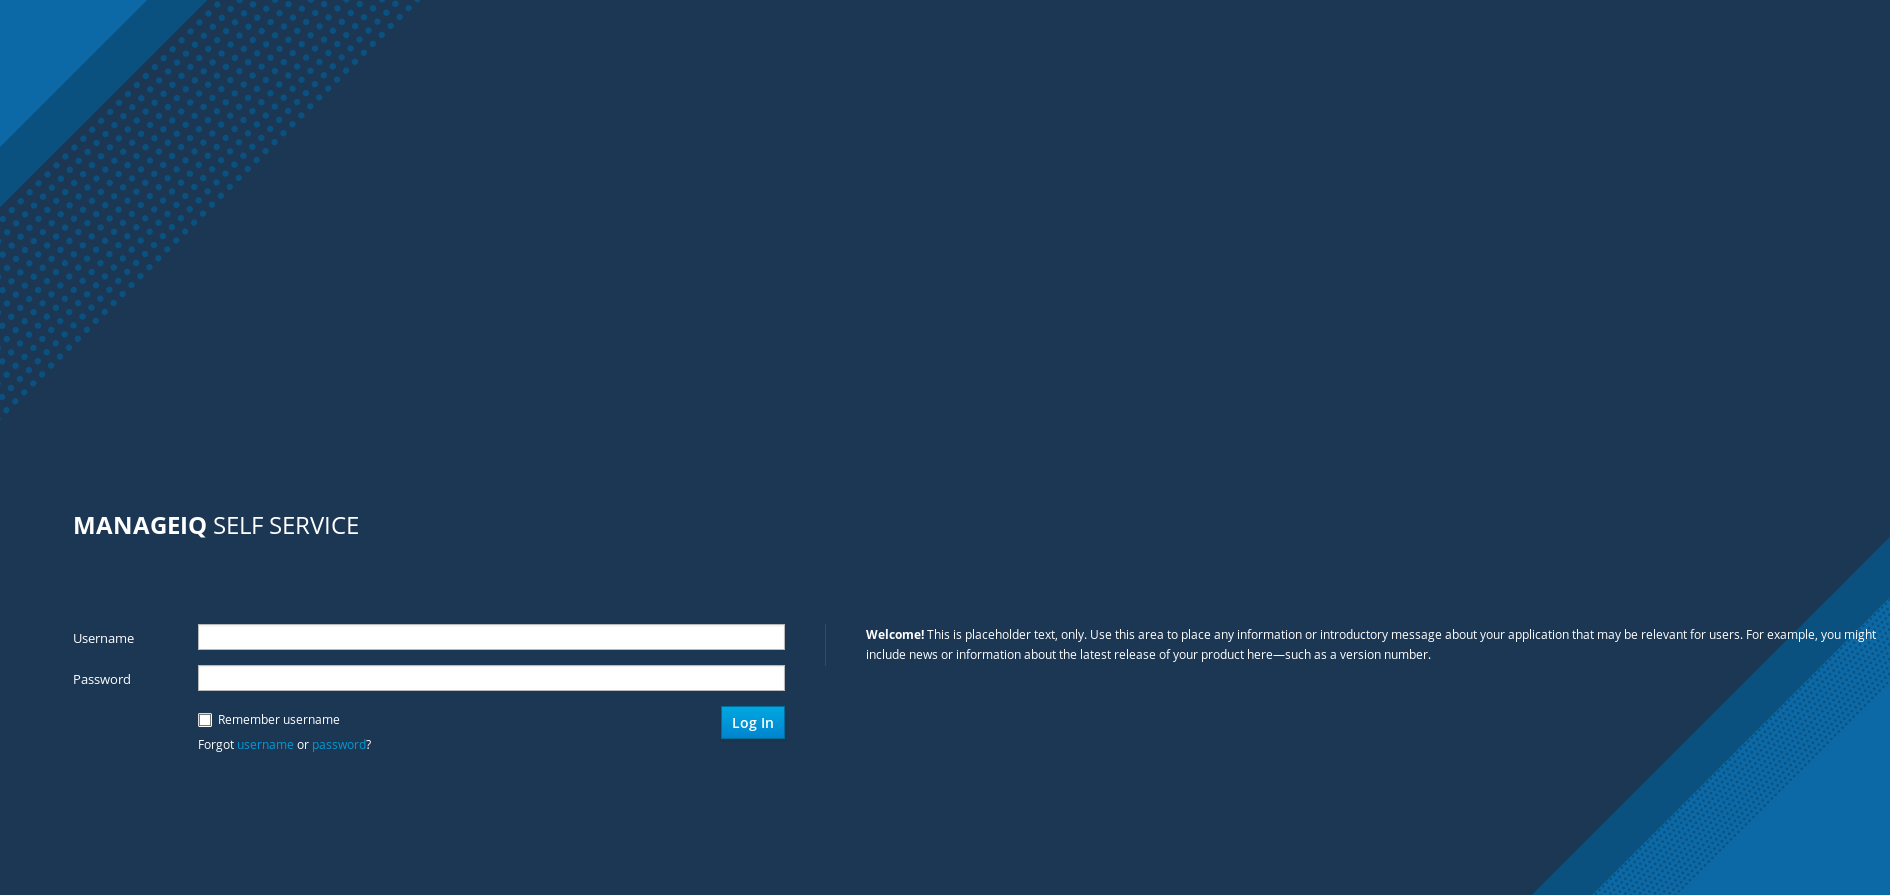 MANAGEIQ SELF SERVICE
Username
Password
Remember username
Log In
Forgot username or password?
Welcome! This is placeholder text, only. Use this area to place any information or introductory message about your application that may be relevant for users. For example, you might
include news or information about the latest release of your product here—such as a version number.